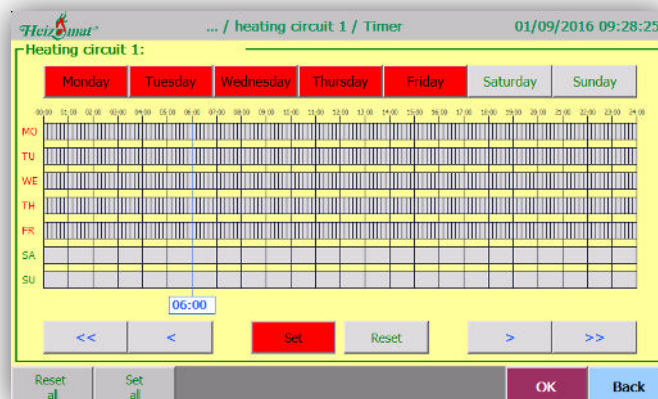 Heizomat ... / heating circuit 1 / Timer 01/09/2016 09:28:25
Heating circuit 1:
Monday Tuesday Wednesday Thursday Friday Saturday Sunday
00:00 01:00 02:00 03:00 04:00 05:00 06:00 07:00 08:00 09:00 10:00 11:00 12:00 13:00 14:00 15:00 16:00 17:00 18:00 19:00 20:00 21:00 22:00 23:00 24:00
MO
TU
WE
TH
FR
SA
SU
06:00
<< < Set Reset > >>
Reset all Set all OK Back